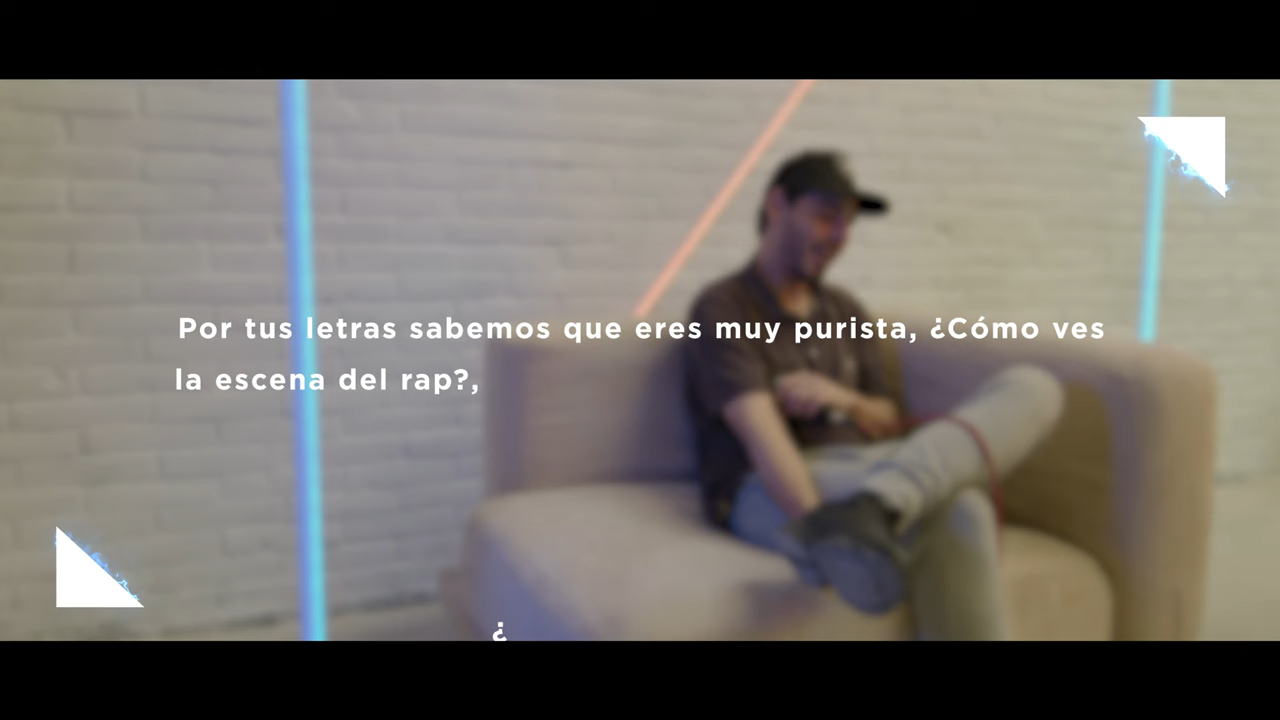 Por tus letras sabemos que eres muy purista, ¿Cómo ves
la escena del rap?,
¿